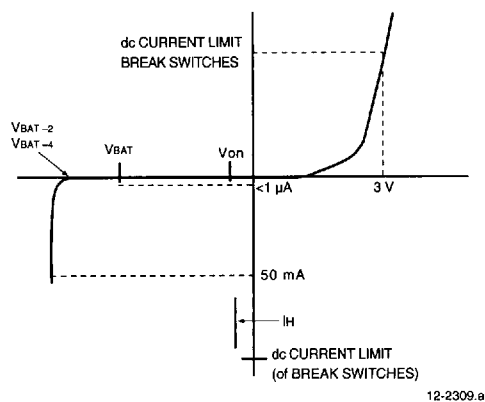 dc CURRENT LIMIT
BREAK SWITCHES
VBAT –2
VBAT –4
VBAT
Von
<1 µA
3 V
50 mA
IH
dc CURRENT LIMIT
(of BREAK SWITCHES)
12-2309.a